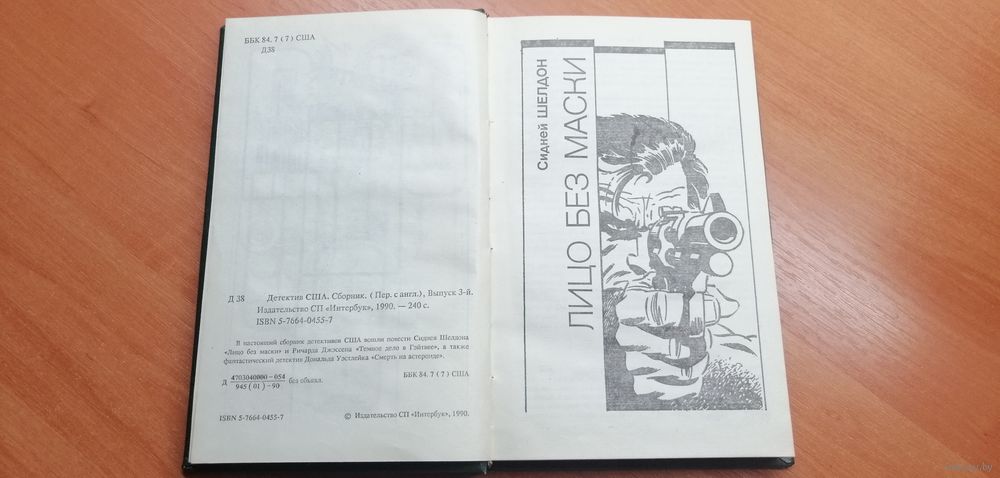 ББК 84.7 (7) США
Д38
Д 38 Детектив США. Сборник. (Пер. с англ.), Выпуск 3-й.
Издательство СП «Интербук», 1990. — 240 с.
ISBN 5-7664-0455-7
В настоящий сборник детективов США вошли повести Сиднея Шелдона
«Лицо без маски» и Ричарда Джэссепа «Темное дело в Гэйтвее», а также
фантастический детектив Дональда Уэстлейка «Смерть на астероиде».
Д 4703040000—054
945 (01)—90 без объявл.
ББК 84.7 (7) США
ISBN 5-7664-0455-7
© Издательство СП «Интербук», 1990.
Сидней ШЕЛДОН
ЛИЦО БЕЗ МАСКИ